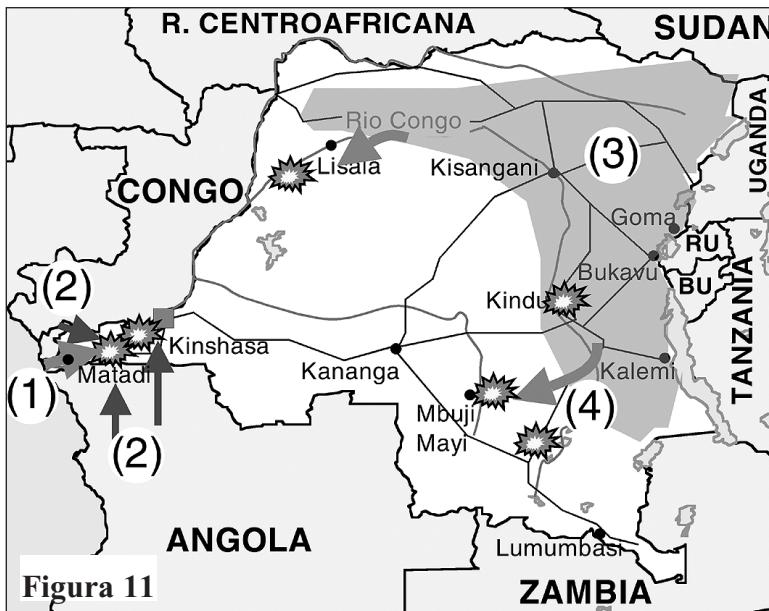 R. CENTROAFRICANA
SUDAN
Rio Congo
Lisala
(3)
UGANDA
CONGO
Kisangani
Goma
RU
Bukavu
BU
(2)
Kindu
TANZANIA
Kinshasa
Matadi
Kananga
Kalemi
(1)
(4)
Mbuji
Mayi
(2)
ANGOLA
Lumumbasi
Figura 11
ZAMBIA